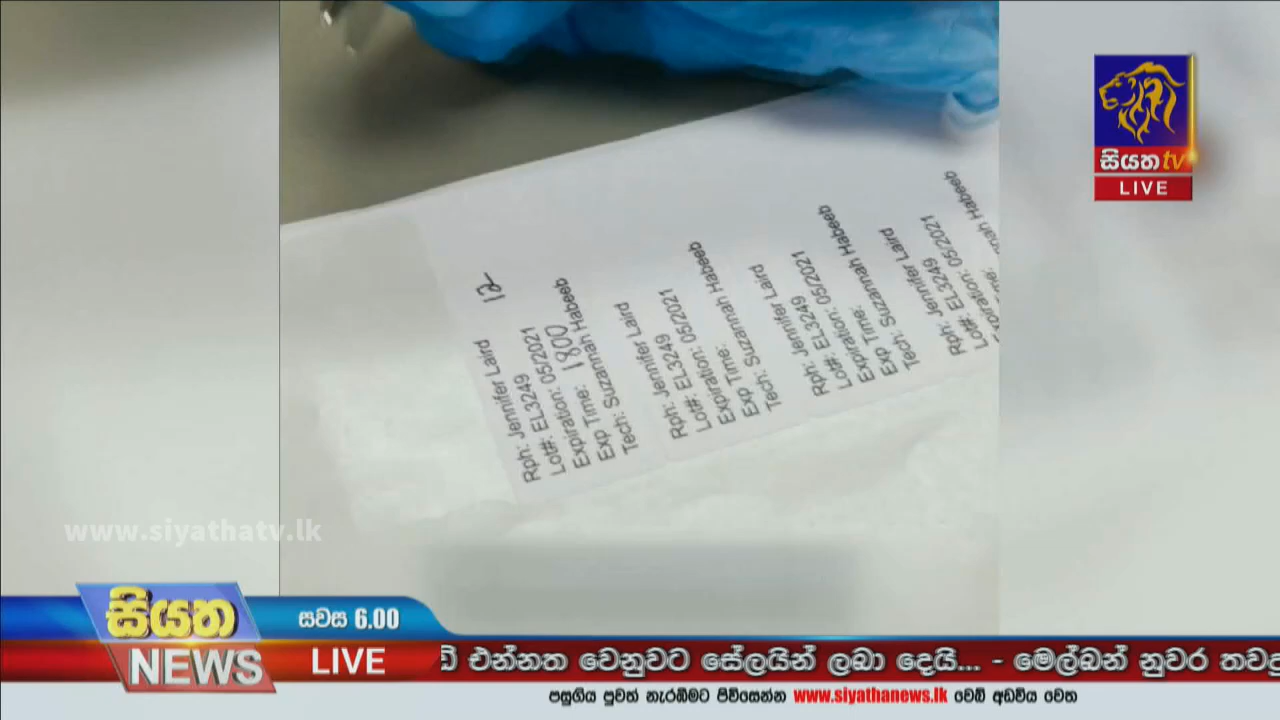 සියත tv
LIVE
12
Rph: Jennifer Laird
Lot#: EL3249
Expiration: 05/2021
Exp Time: 1800
Tech: Suzannah Habeeb
Rph: Jennifer Laird
Lot#: EL3249
Expiration: 05/2021
Exp Time:
Tech: Suzannah Habeeb
Rph: Jennifer Laird
Lot#: EL3249
Expiration: 05/2021
Exp Time:
Tech: Suzannah Habeeb
Rph: Jennifer Laird
Lot#: EL3249
Expiration: 05/2021
Habeeb
www.siyathatv.lk
සියත
NEWS
සවස 6.00
LIVE
එන්නත වෙනුවට සේලයින් ලබා දෙයි... - මෙල්බන් නුවර
පසුගිය පුවත් නැරඹීමට පිවිසෙන්න www.siyathanews.lk වෙබ් අඩවිය වෙත